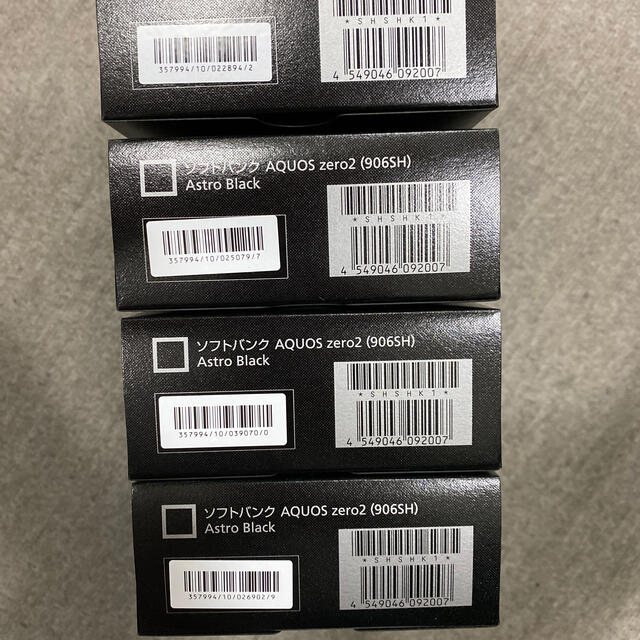 *SHSHK1*
357994/10/022894/2
4 549046 092007
ソフトバンク AQUOS zero2 (906SH)
Astro Black
*SHSHK1*
357994/10/025079/7
4 549046 092007
ソフトバンク AQUOS zero2 (906SH)
Astro Black
*SHSHK1*
357994/10/039070/0
4 549046 092007
ソフトバンク AQUOS zero2 (906SH)
Astro Black
*SHSHK1*
357994/10/026902/9
4 549046 092007